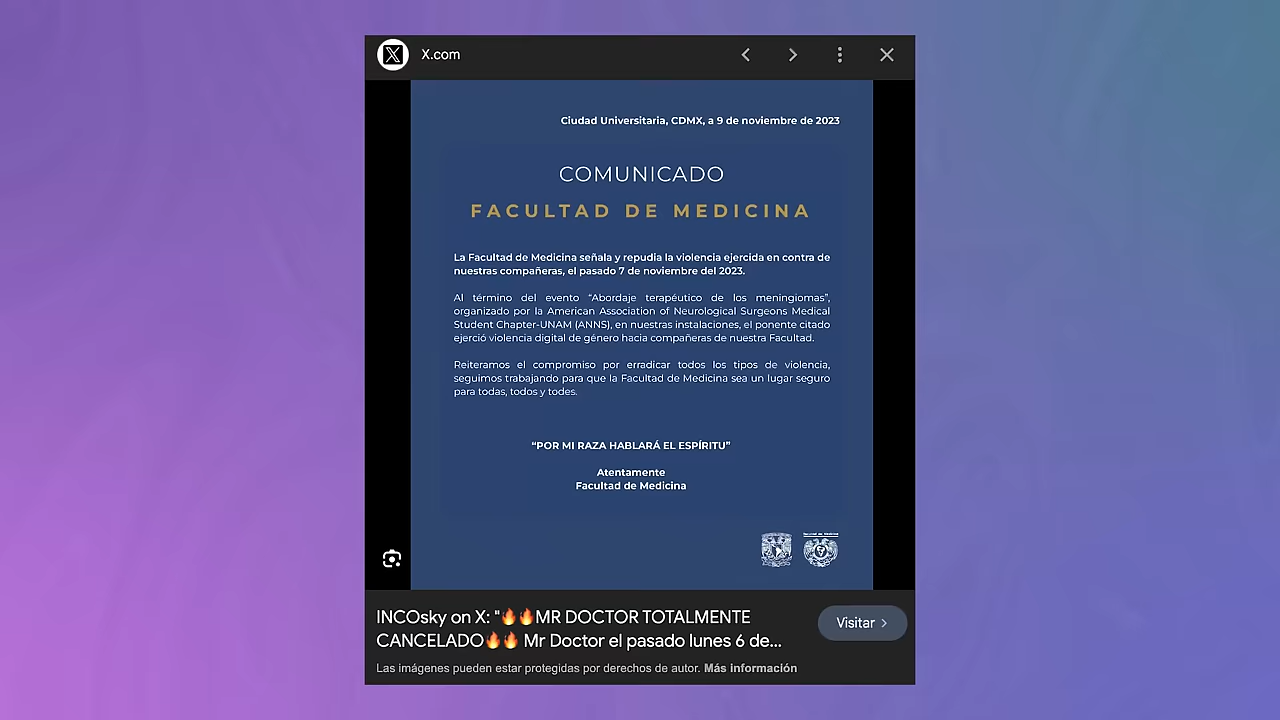 X.com
Ciudad Universitaria, CDMX, a 9 de noviembre de 2023
COMUNICADO
FACULTAD DE MEDICINA
La Facultad de Medicina señala y repudia la violencia ejercida en contra de
nuestras compañeras, el pasado 7 de noviembre del 2023.
Al término del evento “Abordaje terapéutico de los meningiomas”,
organizado por la American Association of Neurological Surgeons Medical
Student Chapter-UNAM (ANNS), en nuestras instalaciones, el ponente citado
ejerció violencia digital de género hacia compañeras de nuestra Facultad.
Reiteramos el compromiso por erradicar todos los tipos de violencia,
seguimos trabajando para que la Facultad de Medicina sea un lugar seguro
para todas, todos y todes.
“POR MI RAZA HABLARÁ EL ESPÍRITU”
Atentamente
Facultad de Medicina
Facultad de Medicina
INCOsky on X: "🔥🔥MR DOCTOR TOTALMENTE
CANCELADO🔥🔥 Mr Doctor el pasado lunes 6 de...
Visitar
Las imágenes pueden estar protegidas por derechos de autor. Más información